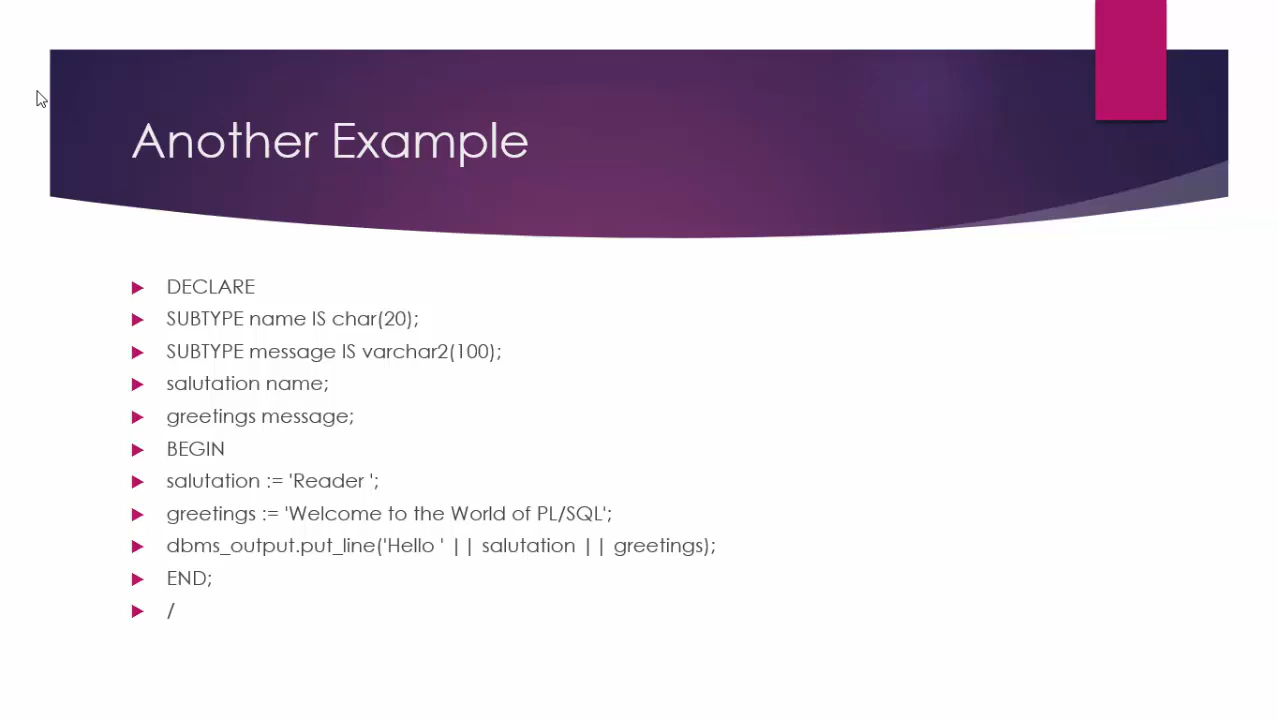 Another Example
DECLARE
SUBTYPE name IS char(20);
SUBTYPE message IS varchar2(100);
salutation name;
greetings message;
BEGIN
salutation := 'Reader ';
greetings := 'Welcome to the World of PL/SQL';
dbms_output.put_line('Hello ' || salutation || greetings);
END;
/